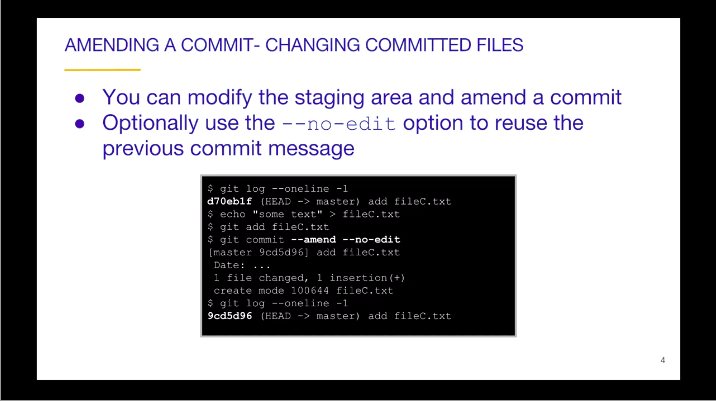 AMENDING A COMMIT- CHANGING COMMITTED FILES
● You can modify the staging area and amend a commit
● Optionally use the --no-edit option to reuse the
previous commit message
$ git log --oneline -1
d70eb1f (HEAD -> master) add fileC.txt
$ echo "some text" > fileC.txt
$ git add fileC.txt
$ git commit --amend --no-edit
[master 9cd5d96] add fileC.txt
Date: ...
1 file changed, 1 insertion(+)
create mode 100644 fileC.txt
$ git log --oneline -1
9cd5d96 (HEAD -> master) add fileC.txt
4